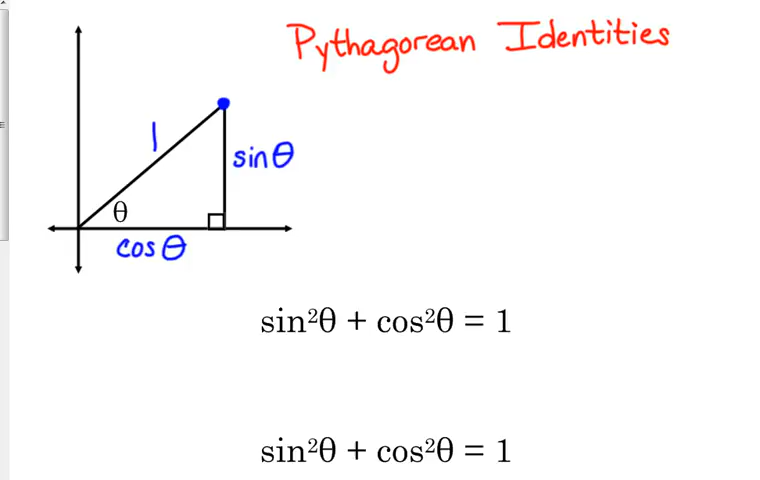 Pythagorean Identities
1
sinθ
θ
cosθ
sin²θ + cos²θ = 1
sin²θ + cos²θ = 1